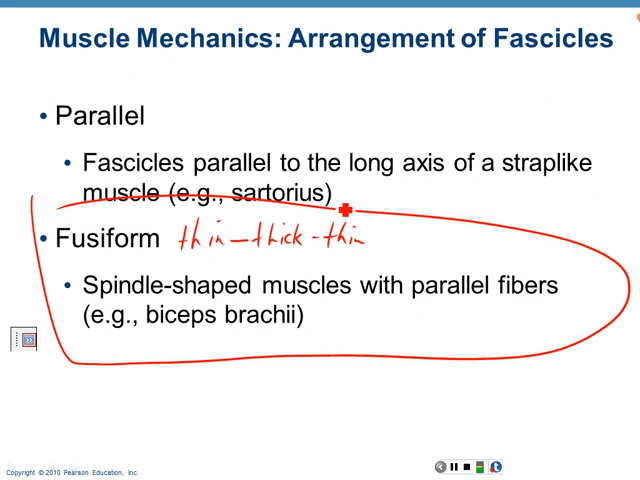 Muscle Mechanics: Arrangement of Fascicles
• Parallel
• Fascicles parallel to the long axis of a straplike
muscle (e.g., sartorius)
• Fusiform thin-thick-thin
• Spindle-shaped muscles with parallel fibers
(e.g., biceps brachii)
Copyright © 2010 Pearson Education, Inc.